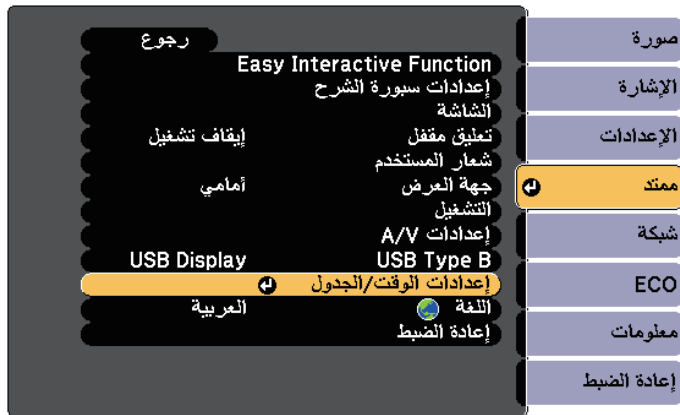 صورة
الإشارة
الإعدادات
ممتد
شبكة
ECO
معلومات
إعادة الضبط
رجوع
Easy Interactive Function
إعدادات سبورة الشرح
الشاشة
تعليق مقفل إيقاف تشغيل
شعار المستخدم
جهة العرض أمامي
التشغيل
إعدادات A/V
USB Type B USB Display
إعدادات الوقت/الجدول
اللغة العربية
إعادة الضبط